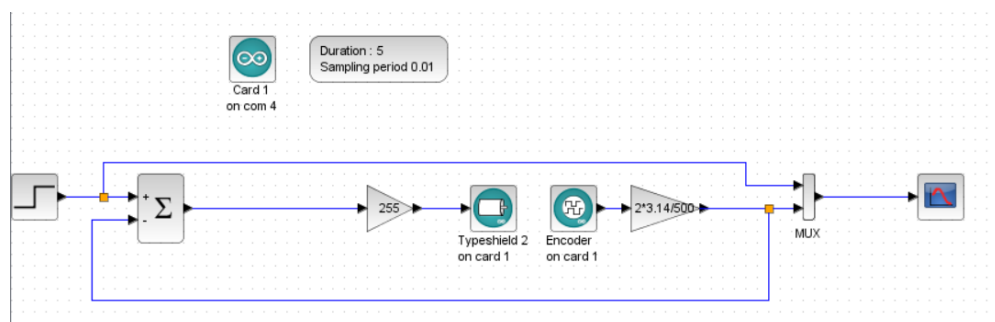 Duration : 5
Sampling period 0.01
Card 1
on com 4
+
-
Σ
255
2*3.14/500
Typeshield 2
on card 1
Encoder
on card 1
MUX